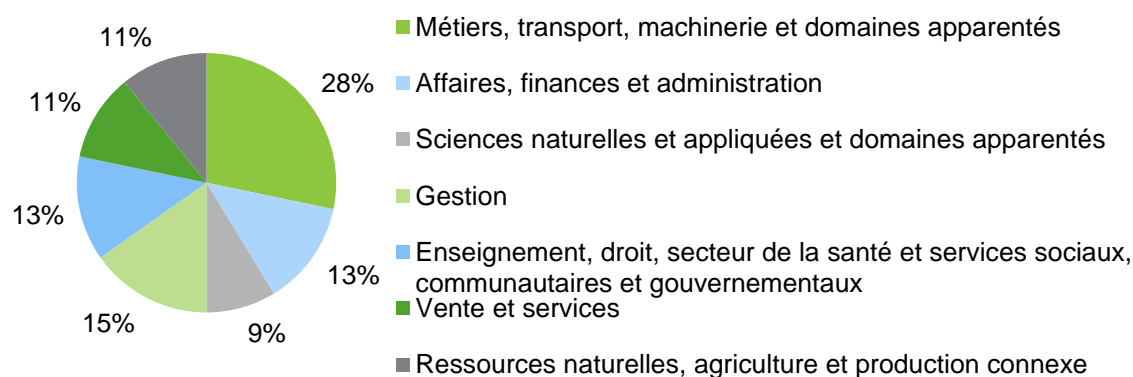 11%
28%
11%
13%
15%
9%
13%
Métiers, transport, machinerie et domaines apparentés
Affaires, finances et administration
Sciences naturelles et appliquées et domaines apparentés
Gestion
Enseignement, droit, secteur de la santé et services sociaux,
communautaires et gouvernementaux
Vente et services
Ressources naturelles, agriculture et production connexe